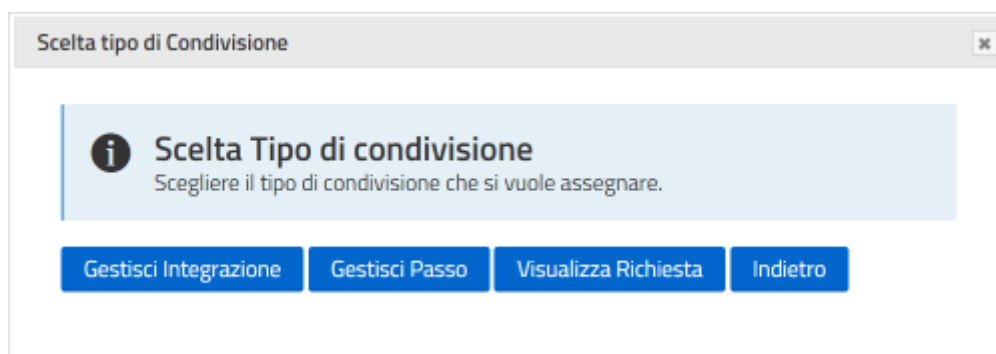 Scelta tipo di Condivisione
Scelta Tipo di condivisione
Scegliere il tipo di condivisione che si vuole assegnare.
Gestisci Integrazione Gestisci Passo Visualizza Richiesta Indietro